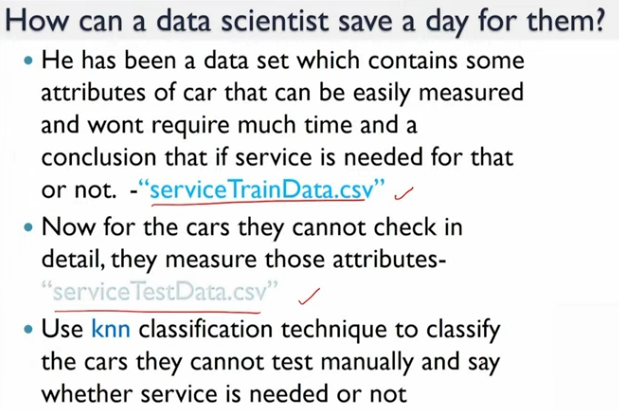 How can a data scientist save a day for them?
• He has been a data set which contains some
attributes of car that can be easily measured
and wont require much time and a
conclusion that if service is needed for that
or not. -“serviceTrainData.csv”
• Now for the cars they cannot check in
detail, they measure those attributes-
“serviceTestData.csv”
• Use knn classification technique to classify
the cars they cannot test manually and say
whether service is needed or not